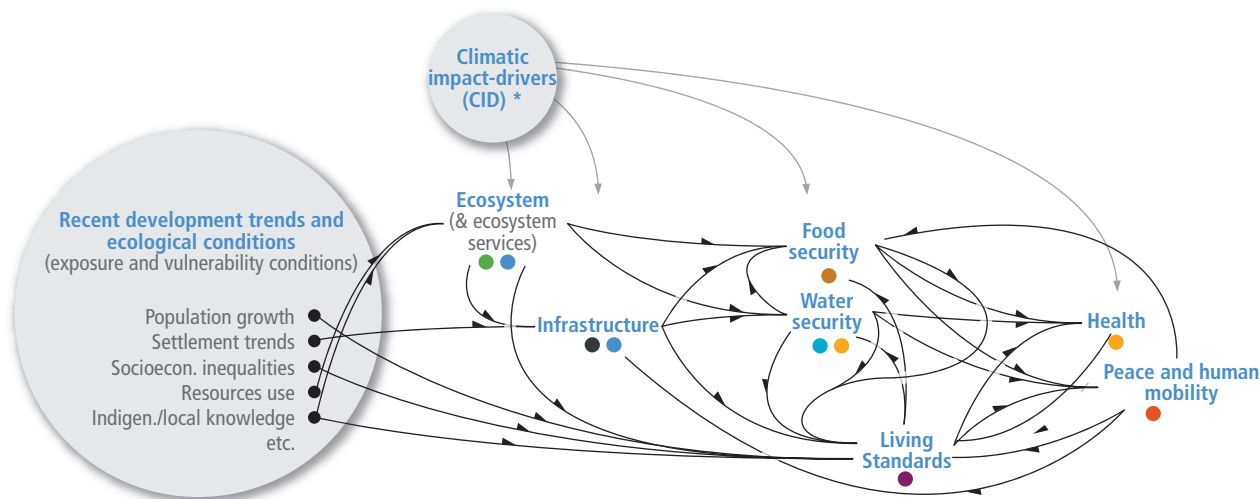 Climatic
impact-drivers
(CID) *
Recent development trends and
ecological conditions
(exposure and vulnerability conditions)
Population growth
Settlement trends
Socioecon. inequalities
Resources use
Indigen./local knowledge
etc.
Ecosystem
(& ecosystem
services)
Infrastructure
Food
security
Water
security
Living
Standards
Health
Peace and human
mobility